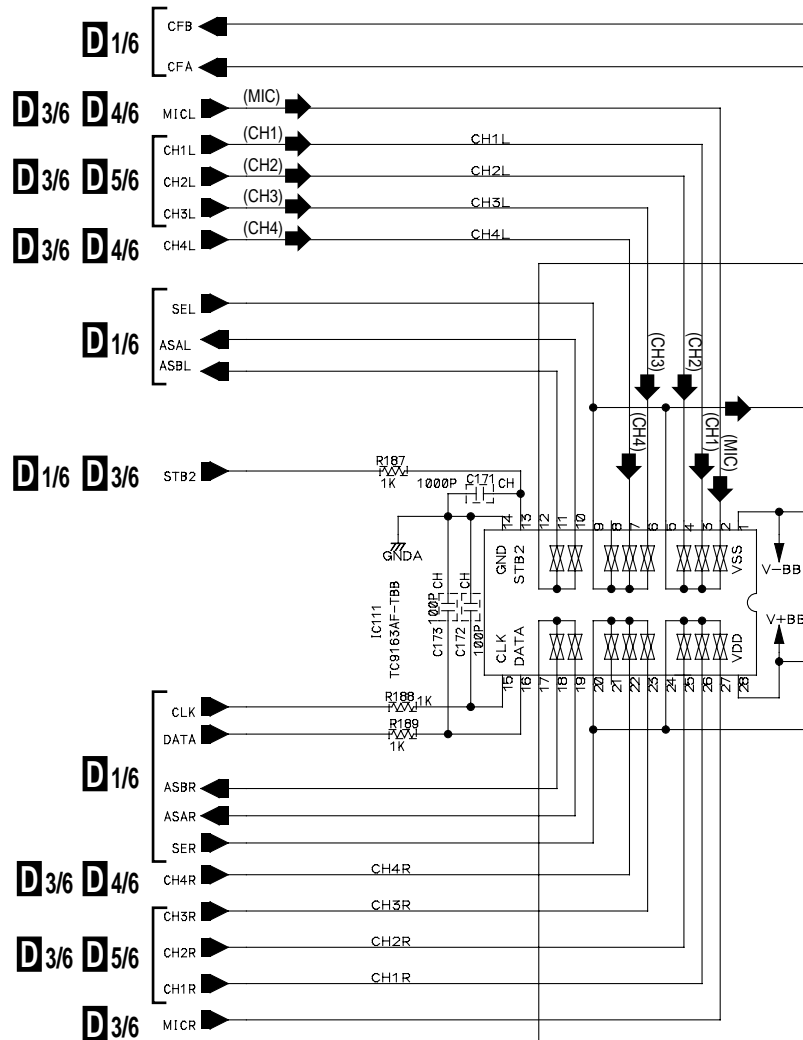 D 1/6
CFB
CFA
D 3/6 D 4/6
MICL
(MIC)
D 3/6 D 5/6
CH1L
(CH1)
CH1L
CH2L
(CH2)
CH2L
CH3L
(CH3)
CH3L
D 3/6 D 4/6
CH4L
(CH4)
CH4L
D 1/6
SEL
ASAL
ASBL
(CH3)
(CH2)
(CH4)
(CH1)
(MIC)
D 1/6 D 3/6
STB2
R187
1K
1000P
C171
CH
14 13 12 11 10 9 8 7 6 5 4 3 2 1
GNDA
GND
STB2
VSS
V-BB
IC111
TC9163AF-TBB
C173
100P
CH
C172
100P
CH
CLK
DATA
VDD
V+BB
15 16 17 18 19 20 21 22 23 24 25 26 27 28
D 1/6
CLK
R188
1K
DATA
R189
1K
ASBR
ASAR
SER
D 3/6 D 4/6
CH4R
CH4R
D 3/6 D 5/6
CH3R
CH3R
CH2R
CH2R
CH1R
CH1R
D 3/6
MICR